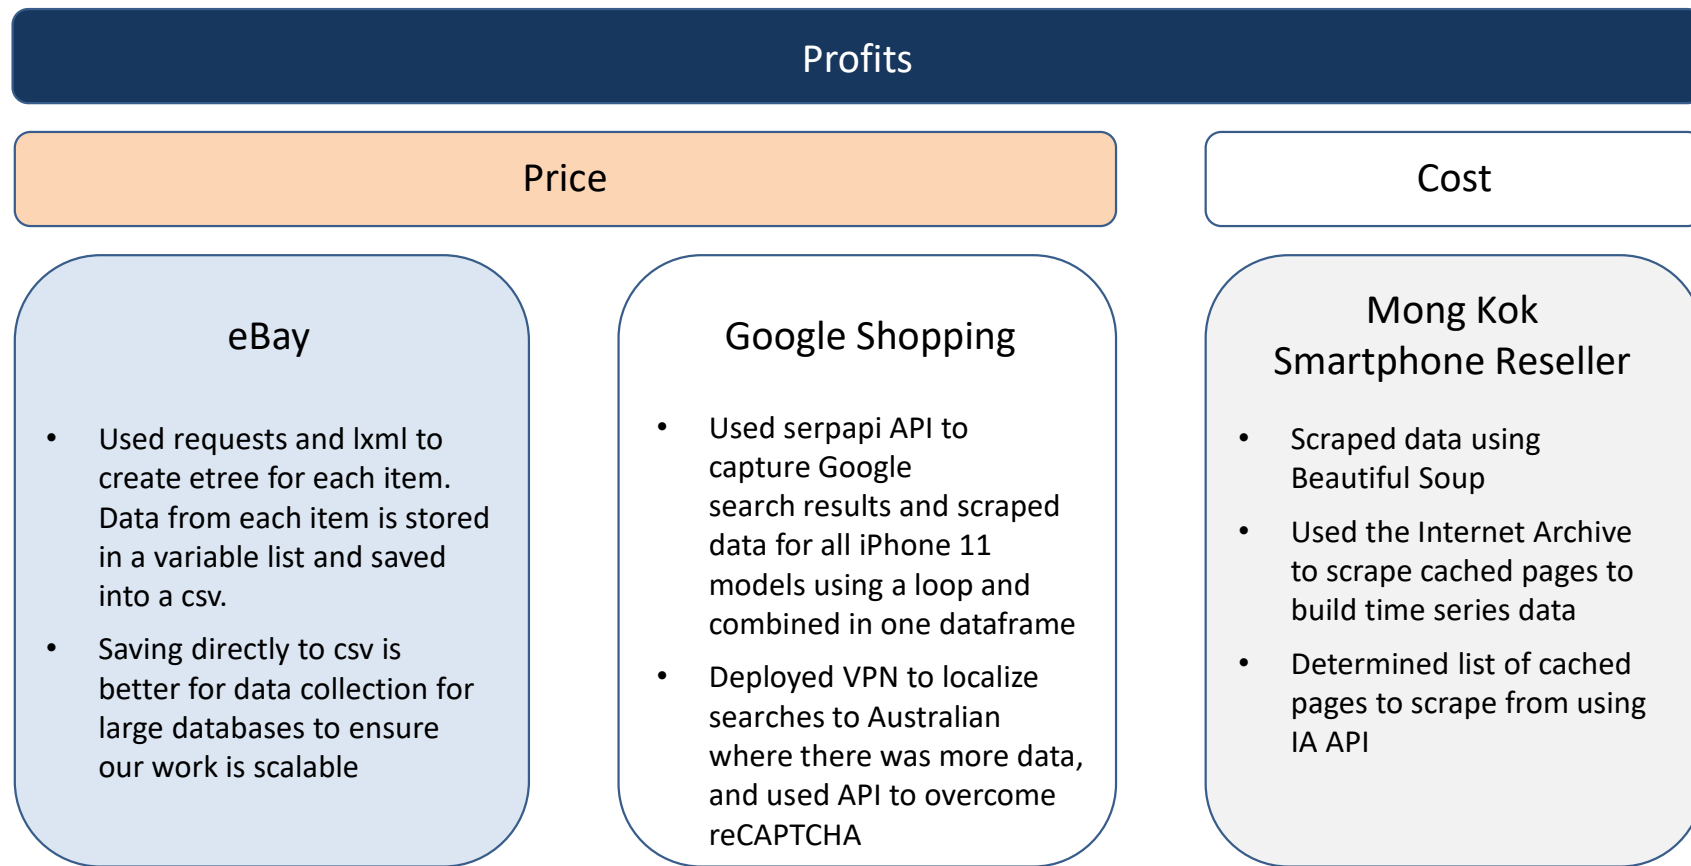 Profits
Price
Cost
eBay
• Used requests and lxml to
create etree for each item.
Data from each item is stored
in a variable list and saved
into a csv.
• Saving directly to csv is
better for data collection for
large databases to ensure
our work is scalable
Google Shopping
• Used serpapi API to
capture Google
search results and scraped
data for all iPhone 11
models using a loop and
combined in one dataframe
• Deployed VPN to localize
searches to Australian
where there was more data,
and used API to overcome
reCAPTCHA
Mong Kok
Smartphone Reseller
• Scraped data using
Beautiful Soup
• Used the Internet Archive
to scrape cached pages to
build time series data
• Determined list of cached
pages to scrape from using
IA API